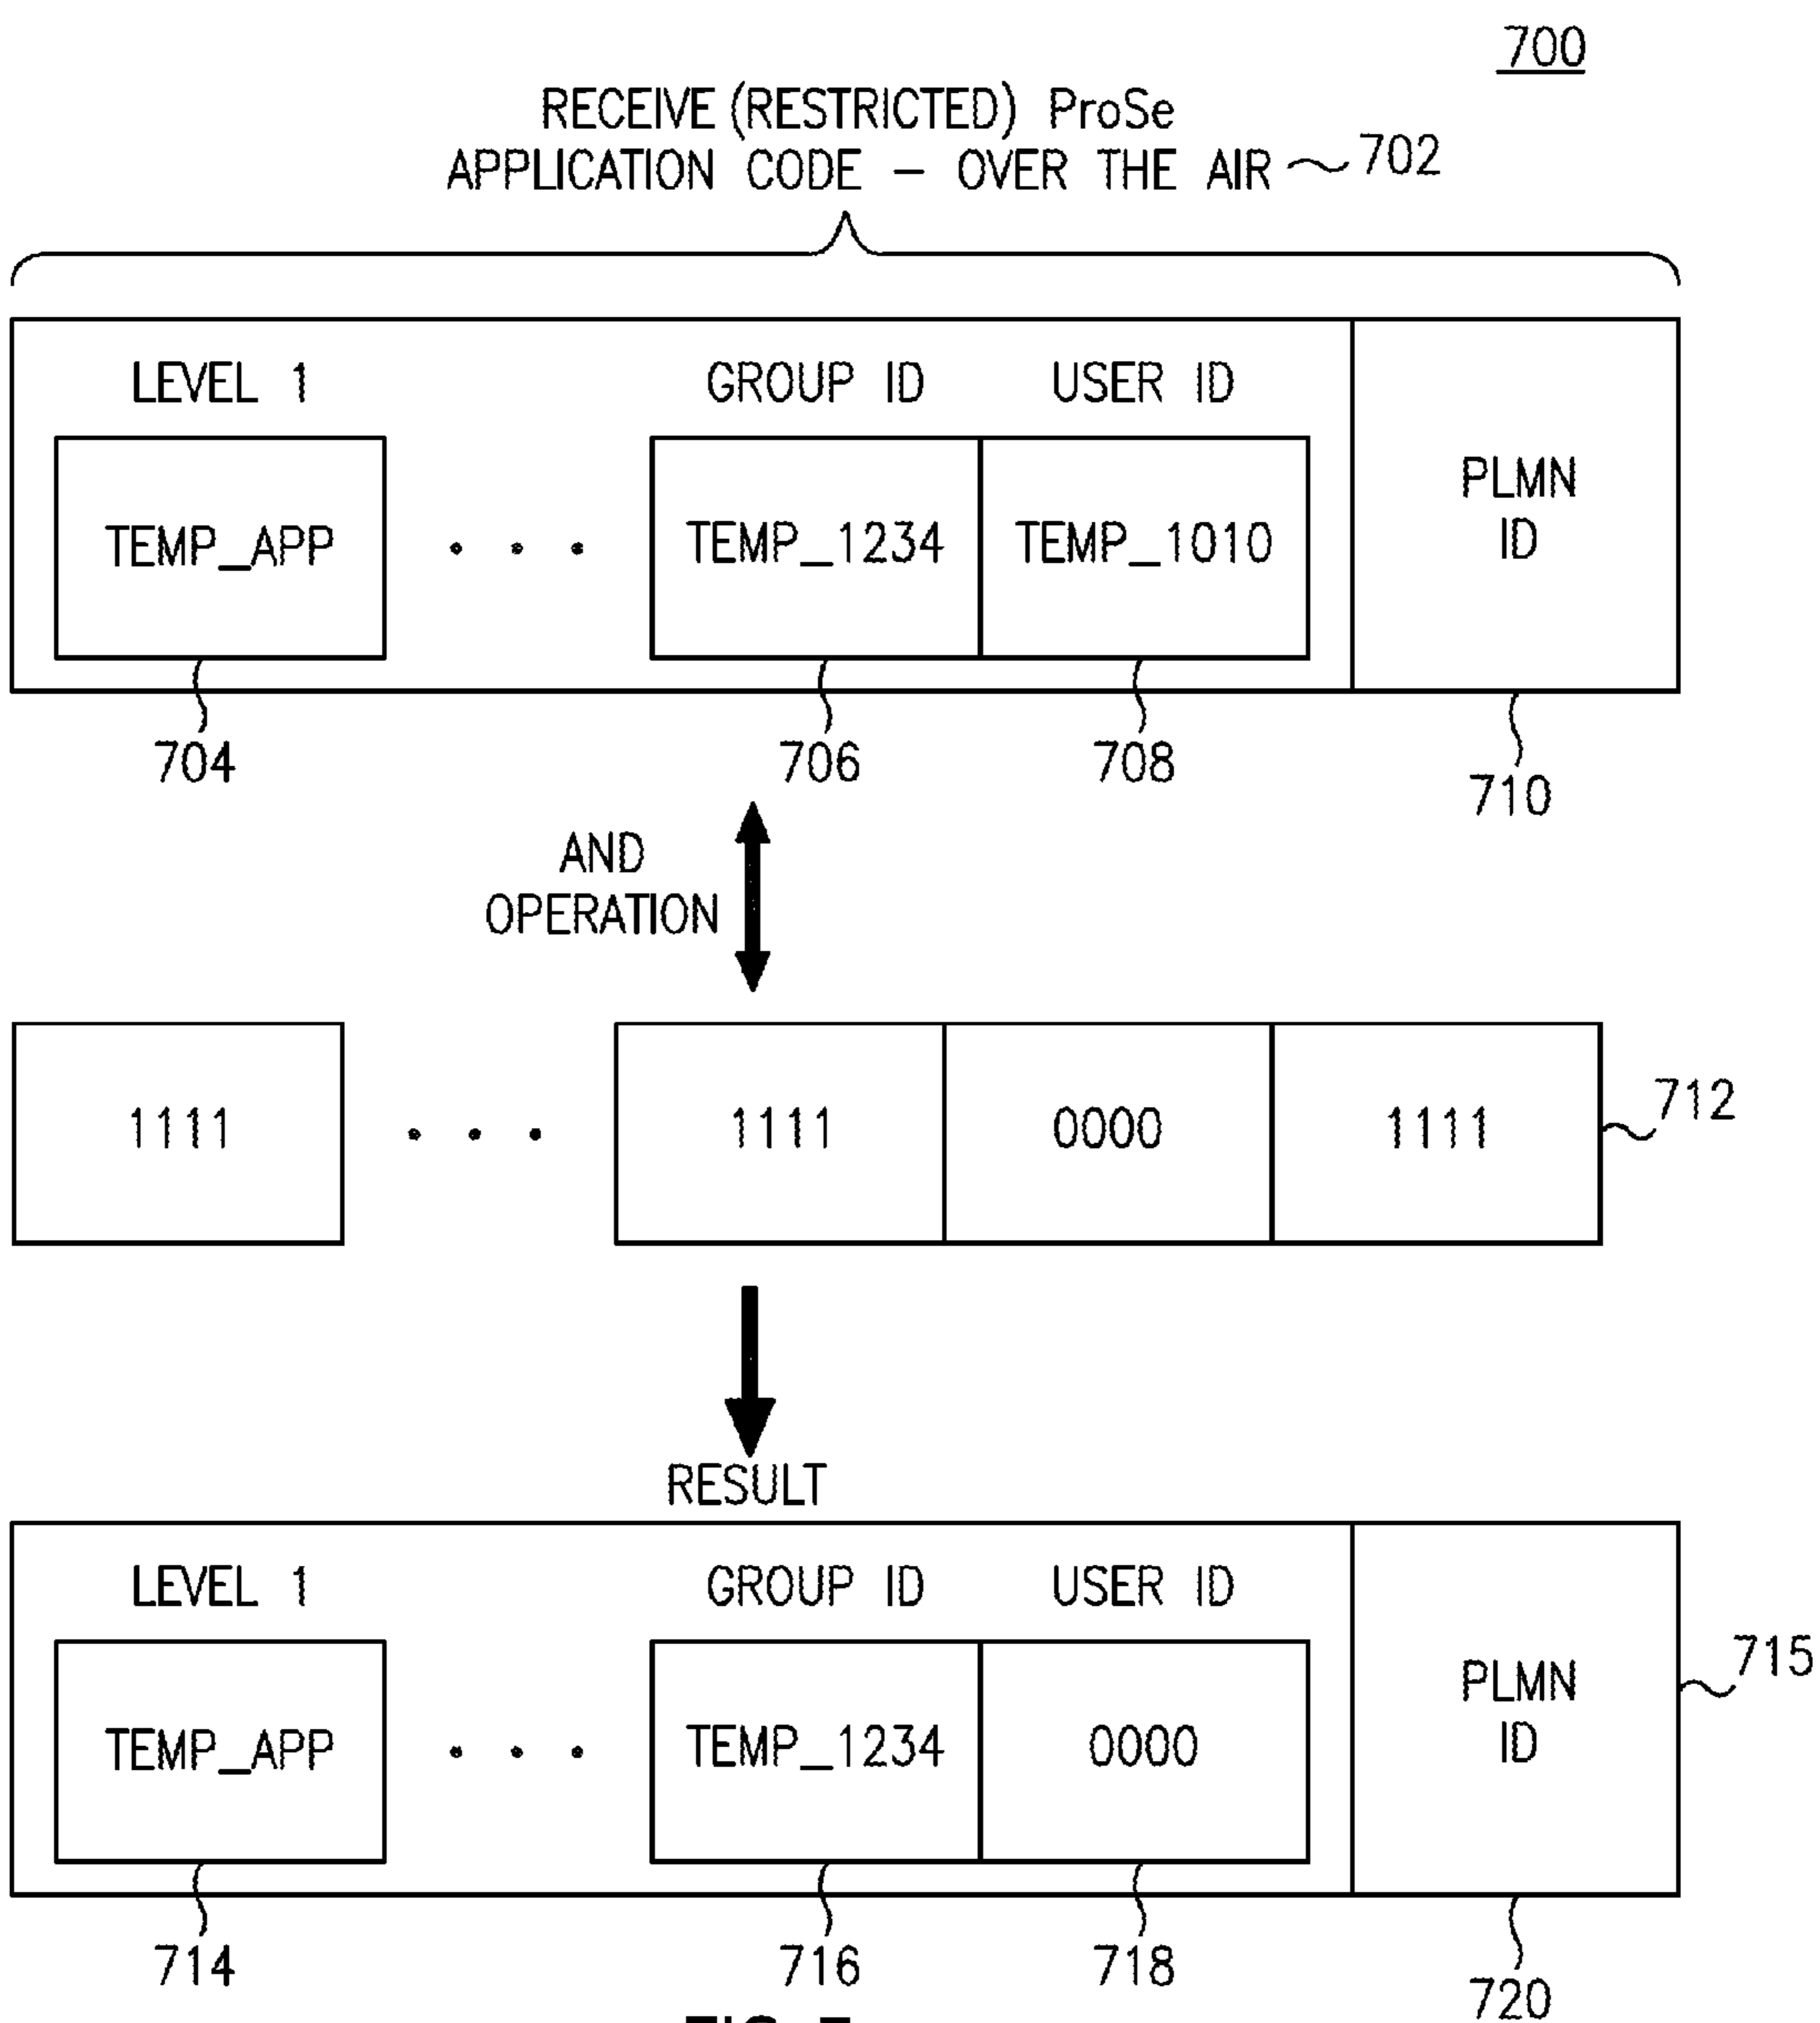 700
RECEIVE (RESTRICTED) ProSe
APPLICATION CODE – OVER THE AIR 702
LEVEL 1 GROUP ID USER ID
TEMP_APP . . . TEMP_1234 TEMP_1010
PLMN
ID
704 706 708 710
AND
OPERATION
1111 . . . 1111 0000 1111 712
RESULT
LEVEL 1 GROUP ID USER ID
TEMP_APP . . . TEMP_1234 0000
PLMN
ID
715
714 716 718 720